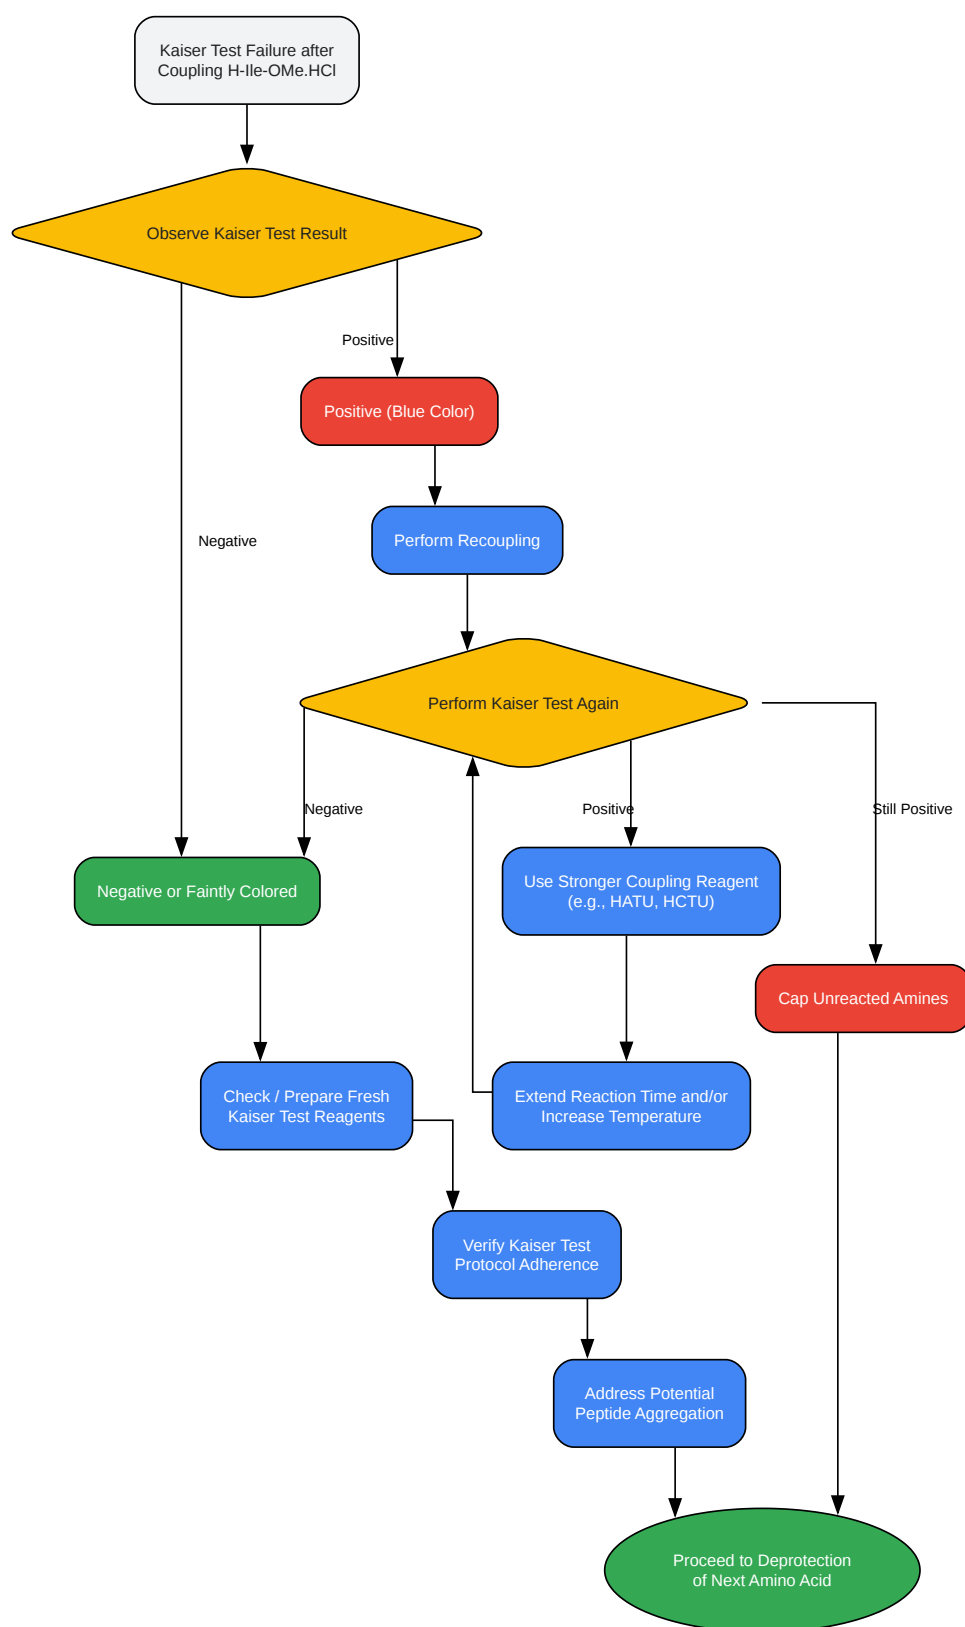 Kaiser Test Failure after
Coupling H-Ile-OMe.HCl
Observe Kaiser Test Result
Positive
Positive (Blue Color)
Perform Recoupling
Negative
Perform Kaiser Test Again
Negative
Positive
Still Positive
Negative or Faintly Colored
Use Stronger Coupling Reagent
(e.g., HATU, HCTU)
Cap Unreacted Amines
Check / Prepare Fresh
Kaiser Test Reagents
Extend Reaction Time and/or
Increase Temperature
Verify Kaiser Test
Protocol Adherence
Address Potential
Peptide Aggregation
Proceed to Deprotection
of Next Amino Acid